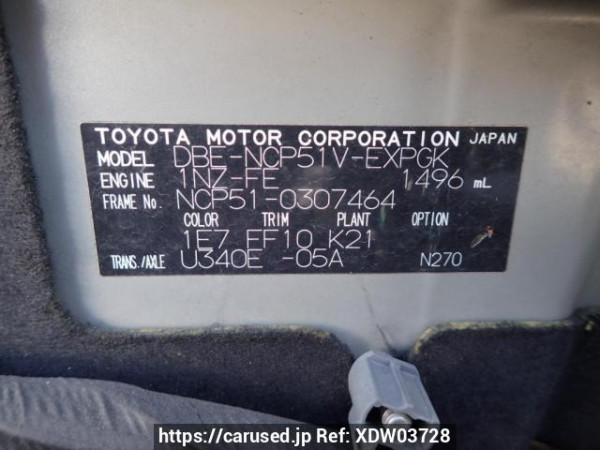 TOYOTA MOTOR CORPORATION JAPAN
MODEL DBE-NCP51V-EXPGK
ENGINE 1NZ-FE 1496 mL
FRAME No. NCP51-0307464
COLOR TRIM PLANT OPTION
1E7 EF10 K21
TRANS./AXLE U340E -05A N270
https://carused.jp Ref: XDW03728